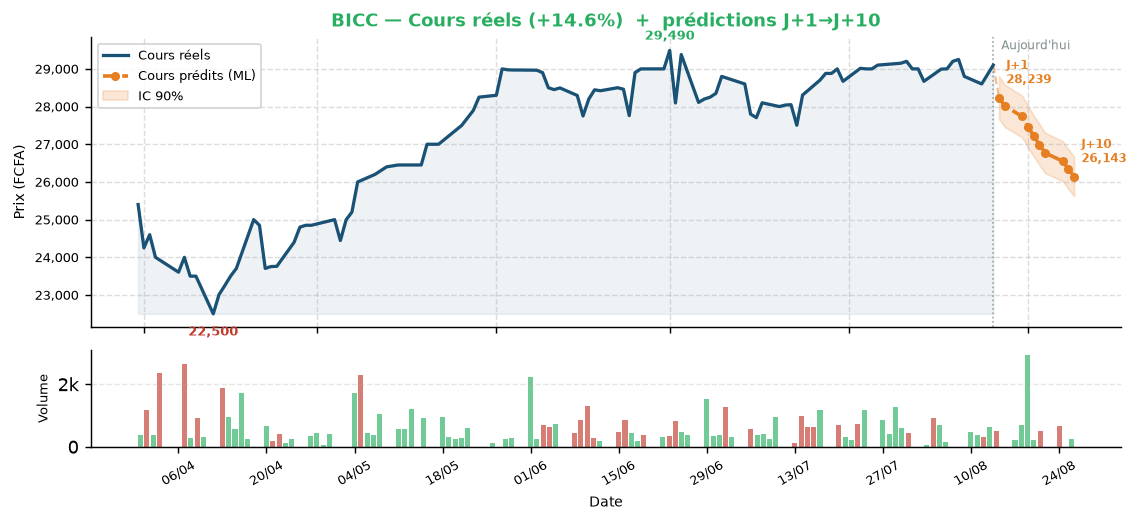 BICC — Cours réels (+14.6%)  +  prédictions J+1→J+10
29,490
Aujourd'hui
Cours réels
Cours prédits (ML)
IC 90%
J+1
28,239
J+10
26,143
22,500
Prix (FCFA)
29,000
28,000
27,000
26,000
25,000
24,000
23,000
Volume
2k
0
06/04
20/04
04/05
18/05
01/06
15/06
29/06
13/07
27/07
10/08
24/08
Date